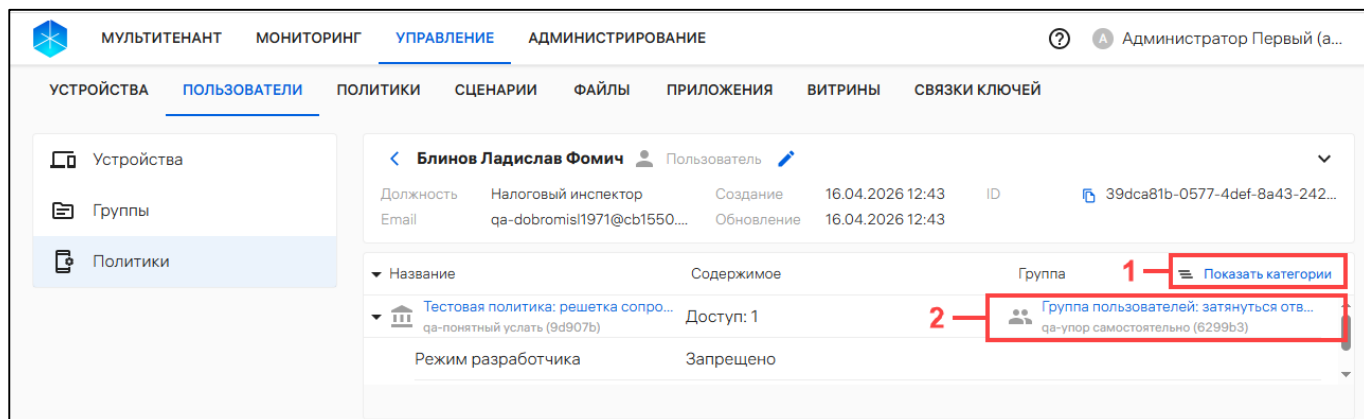 МУЛЬТИТЕНАНТ МОНИТОРИНГ УПРАВЛЕНИЕ АДМИНИСТРИРОВАНИЕ ? А Администратор Первый (а...
УСТРОЙСТВА ПОЛЬЗОВАТЕЛИ ПОЛИТИКИ СЦЕНАРИИ ФАЙЛЫ ПРИЛОЖЕНИЯ ВИТРИНЫ СВЯЗКИ КЛЮЧЕЙ
Устройства
Группы
Политики
Блинов Ладислав Фомич Пользователь
Должность Налоговый инспектор Создание 16.04.2026 12:43 ID 39dca81b-0577-4def-8a43-242...
Email qa-dobromisl1971@cb1550.... Обновление 16.04.2026 12:43
Название Содержимое Группа 1 Показать категории
Тестовая политика: решетка сопро... Доступ: 1 2 Группа пользователей: затянуться отв...
qa-понятный услать (9d907b) qa-упор самостоятельно (6299b3)
Режим разработчика Запрещено